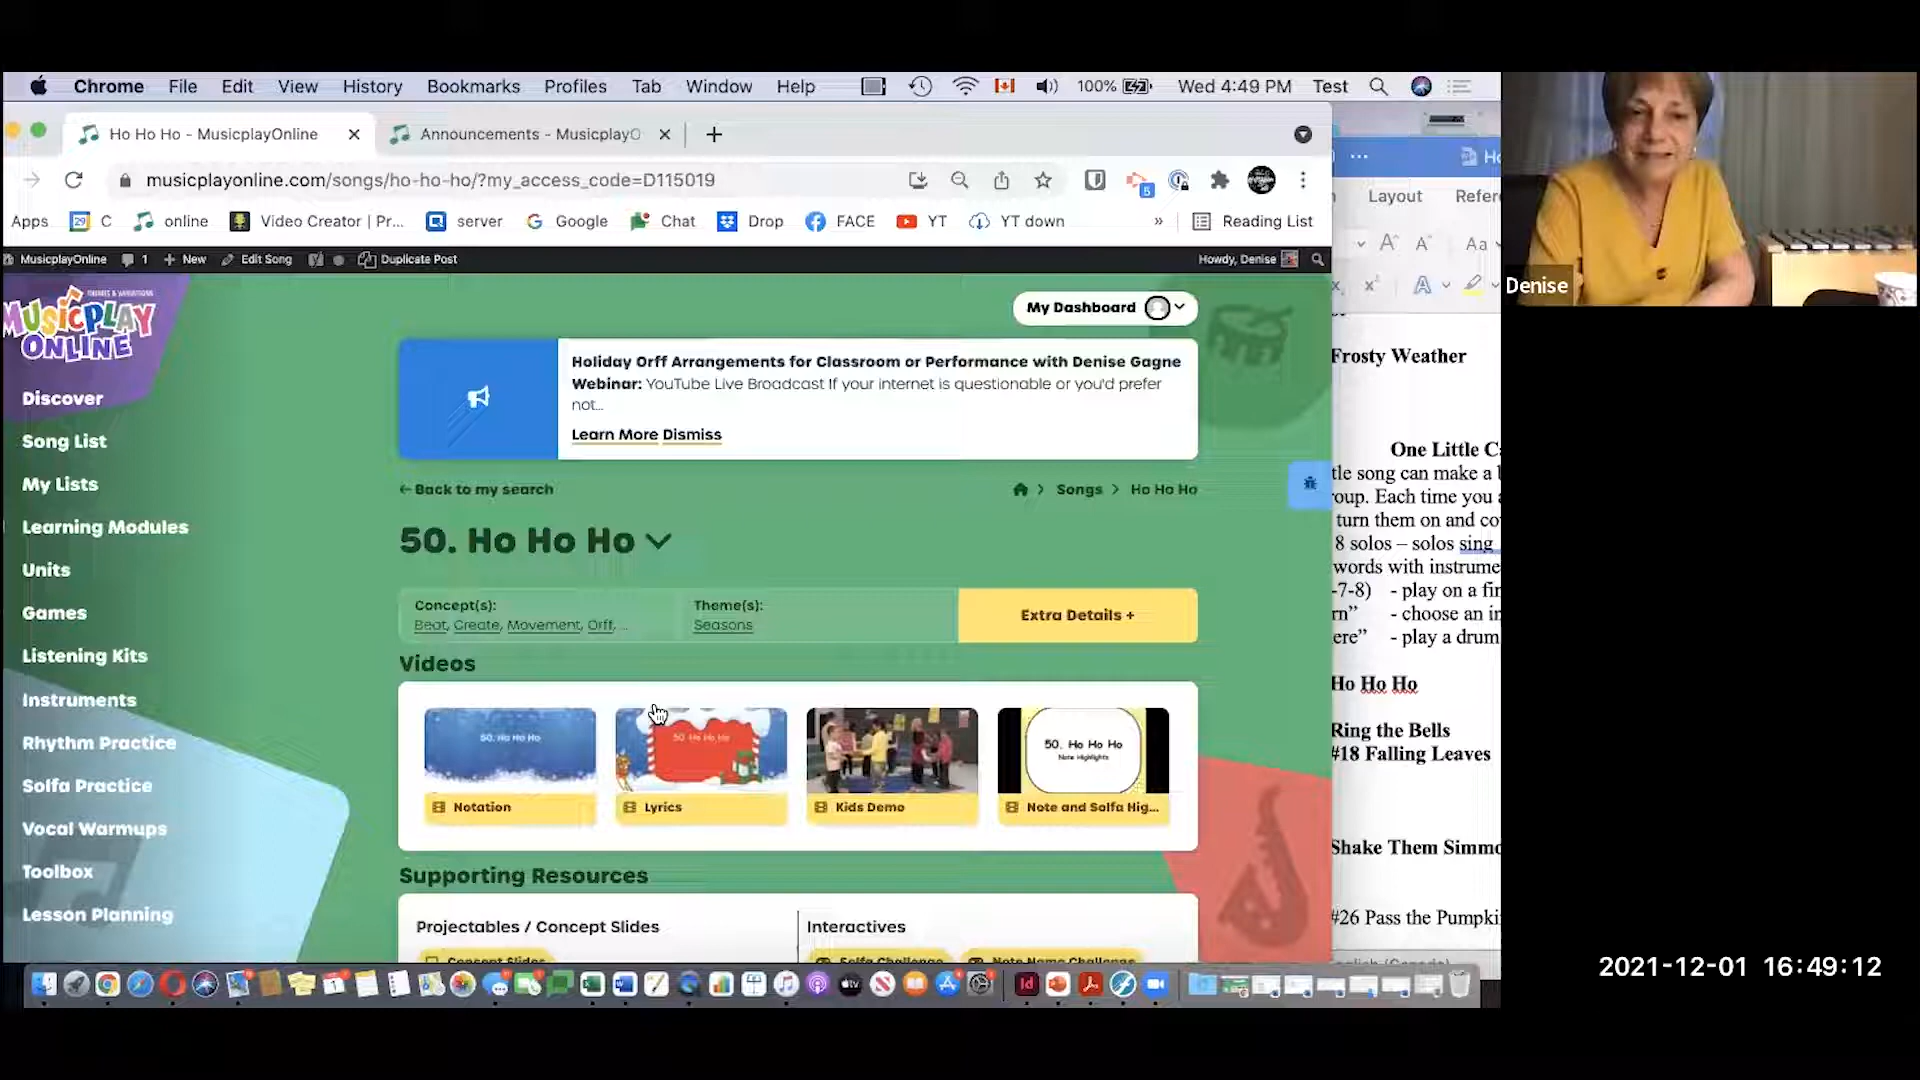 Chrome File Edit View History Bookmarks Profiles Tab Window Help 100% Wed 4:49 PM Test
Ho Ho Ho - MusicplayOnline Announcements - MusicplayO
musicplayonline.com/songs/ho-ho-ho/?my_access_code=D115019
5
Apps C online Video Creator | Pr... server Google Chat Drop FACE YT YT down » Reading List
MusicplayOnline 1 New Edit Song Duplicate Post Howdy, Denise
THEMES & VARIATIONS
MUSICPLAY
ONLINE
My Dashboard
Discover
Song List
My Lists
Learning Modules
Units
Games
Listening Kits
Instruments
Rhythm Practice
Solfa Practice
Vocal Warmups
Toolbox
Lesson Planning
Holiday Orff Arrangements for Classroom or Performance with Denise Gagne
Webinar: YouTube Live Broadcast If your internet is questionable or you'd prefer
not...
Learn More Dismiss
Back to my search
Songs > Ho Ho Ho
50. Ho Ho Ho
Concept(s):
Beat, Create, Movement, Orff, ...
Theme(s):
Seasons
Extra Details +
Videos
50. Ho Ho Ho
Notation
50. Ho Ho Ho
Lyrics
Kids Demo
50. Ho Ho Ho
Note Highlights
Note and Solfa Hig...
Supporting Resources
Projectables / Concept Slides
Concept Slides
Interactives
Solfa Challenge Note Name Challenge
Layout Refere
Aa
Frosty Weather
One Little Ca
tle song can make a b
oup. Each time you a
turn them on and co
8 solos – solos sing
words with instrume
-7-8) - play on a fin
rn” - choose an in
ere” - play a drum
Ho Ho Ho
Ring the Bells
#18 Falling Leaves
Shake Them Simmo
#26 Pass the Pumpki
Denise
2021-12-01 16:49:12